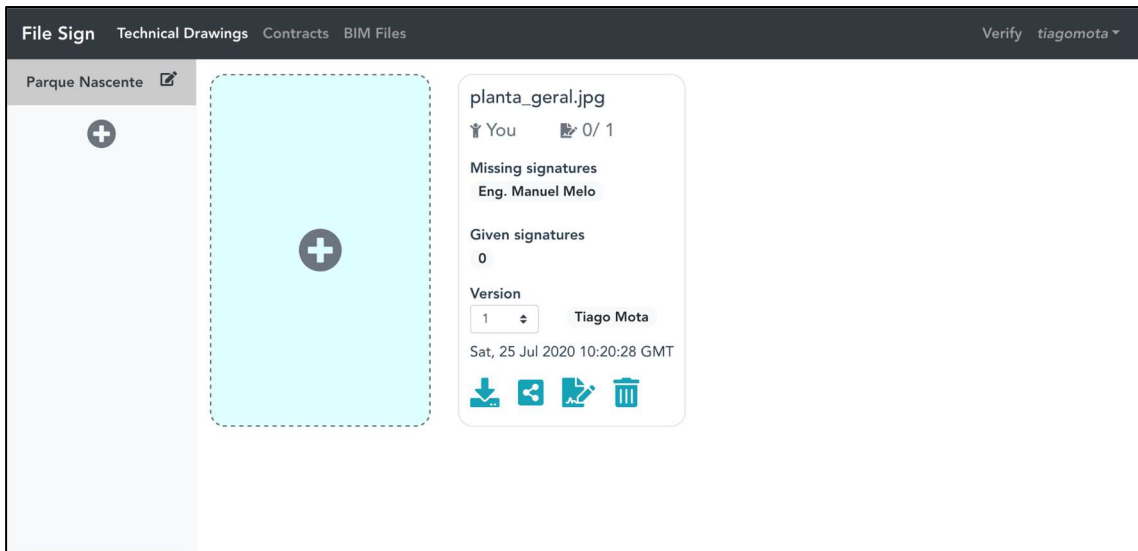 File Sign Technical Drawings Contracts BIM Files Verify tiagomota
Parque Nascente
planta_geral.jpg
You 0/ 1
Missing signatures
Eng. Manuel Melo
Given signatures
0
Version
1 Tiago Mota
Sat, 25 Jul 2020 10:20:28 GMT